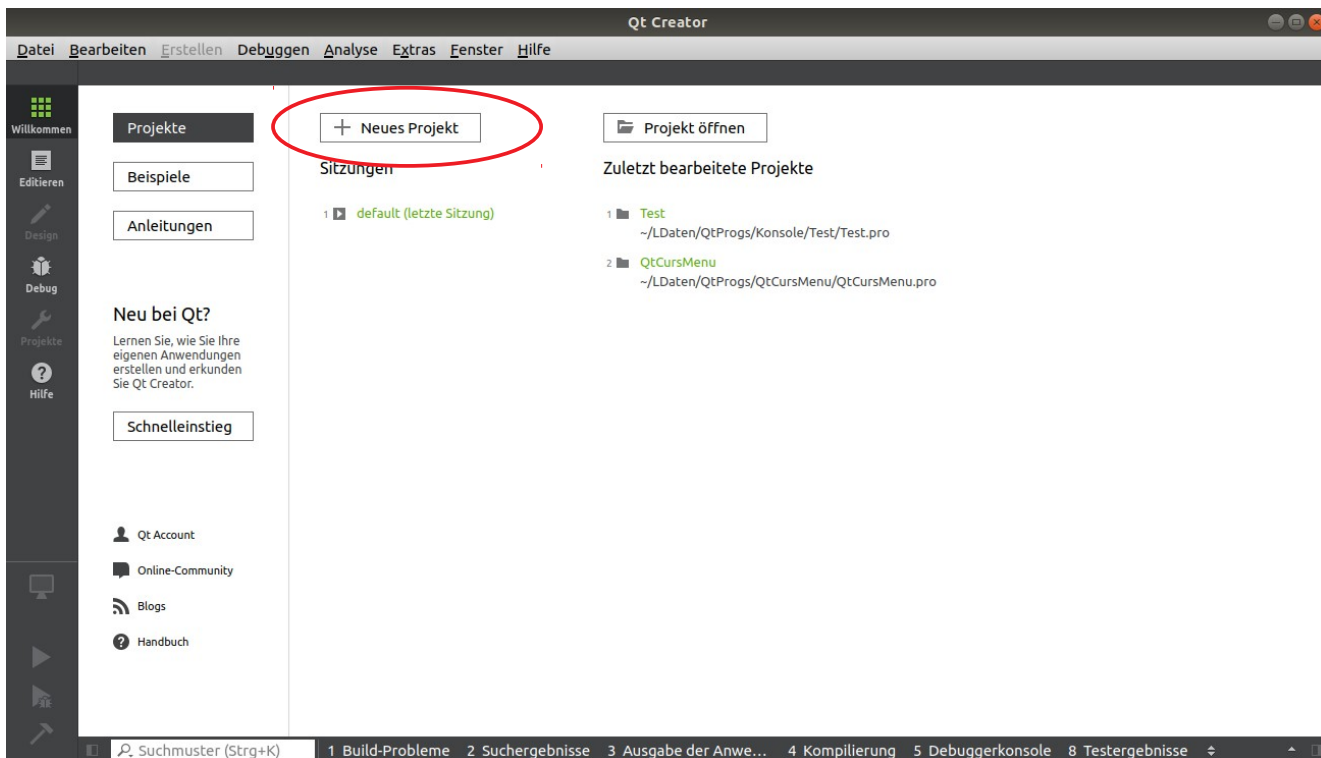 Qt Creator
Datei Bearbeiten Erstellen Debuggen Analyse Extras Fenster Hilfe
Willkommen
Editieren
Design
Debug
Projekte
Hilfe
Projekte
Beispiele
Anleitungen
Neu bei Qt?
Lernen Sie, wie Sie Ihre
eigenen Anwendungen
erstellen und erkunden
Sie Qt Creator.
Schnelleinstieg
Qt Account
Online-Community
Blogs
Handbuch
Neues Projekt
Sitzungen
1 default (letzte Sitzung)
Projekt öffnen
Zuletzt bearbeitete Projekte
1 Test
~/LDaten/QtProgs/Konsole/Test/Test.pro
2 QtCursMenu
~/LDaten/QtProgs/QtCursMenu/QtCursMenu.pro
Suchmuster (Strg+K) 1 Build-Probleme 2 Suchergebnisse 3 Ausgabe der Anwe... 4 Kompilierung 5 Debuggerkonsole 8 Testergebnisse